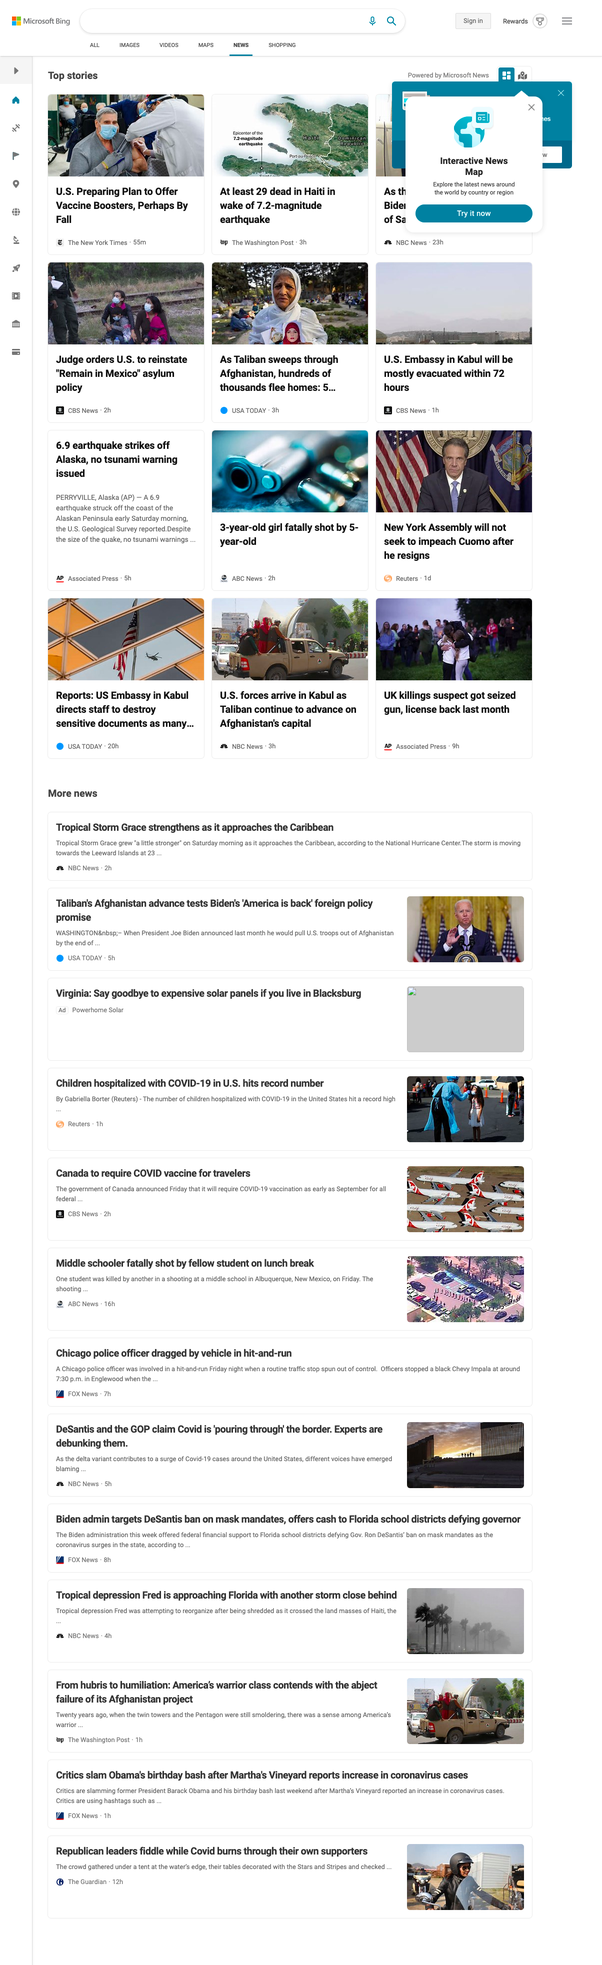 Microsoft Bing
Sign in
Rewards
ALL
IMAGES
VIDEOS
MAPS
NEWS
SHOPPING
Top stories
Powered by Microsoft News
Interactive News
Map
Explore the latest news around
the world by country or region
Try it now
Epicenter of the
7.2-magnitude
earthquake
Haiti
U.S. Preparing Plan to Offer
Vaccine Boosters, Perhaps By
Fall
The New York Times · 55m
At least 29 dead in Haiti in
wake of 7.2-magnitude
earthquake
wp The Washington Post · 3h
As th
Biden
of Sa
NBC News · 23h
Judge orders U.S. to reinstate
"Remain in Mexico" asylum
policy
CBS News · 2h
As Taliban sweeps through
Afghanistan, hundreds of
thousands flee homes: 5...
USA TODAY · 3h
U.S. Embassy in Kabul will be
mostly evacuated within 72
hours
CBS News · 1h
6.9 earthquake strikes off
Alaska, no tsunami warning
issued
PERRYVILLE, Alaska (AP) — A 6.9
earthquake struck off the coast of the
Alaskan Peninsula early Saturday morning,
the U.S. Geological Survey reported.Despite
the size of the quake, no tsunami warnings ...
AP Associated Press · 5h
3-year-old girl fatally shot by 5-
year-old
ABC News · 2h
New York Assembly will not
seek to impeach Cuomo after
he resigns
Reuters · 1d
Reports: US Embassy in Kabul
directs staff to destroy
sensitive documents as many...
USA TODAY · 20h
U.S. forces arrive in Kabul as
Taliban continue to advance on
Afghanistan's capital
NBC News · 3h
UK killings suspect got seized
gun, license back last month
AP Associated Press · 9h
More news
Tropical Storm Grace strengthens as it approaches the Caribbean
Tropical Storm Grace grew "a little stronger" on Saturday morning as it approaches the Caribbean, according to the National Hurricane Center.The storm is moving
towards the Leeward Islands at 23 ...
NBC News · 2h
Taliban's Afghanistan advance tests Biden's 'America is back' foreign policy
promise
WASHINGTON&nbsp;– When President Joe Biden announced last month he would pull U.S. troops out of Afghanistan
by the end of ...
USA TODAY · 5h
Virginia: Say goodbye to expensive solar panels if you live in Blacksburg
Ad Powerhome Solar
Children hospitalized with COVID-19 in U.S. hits record number
By Gabriella Borter (Reuters) - The number of children hospitalized with COVID-19 in the United States hit a record high
...
Reuters · 1h
Canada to require COVID vaccine for travelers
The government of Canada announced Friday that it will require COVID-19 vaccination as early as September for all
federal ...
CBS News · 2h
Middle schooler fatally shot by fellow student on lunch break
One student was killed by another in a shooting at a middle school in Albuquerque, New Mexico, on Friday. The
shooting ...
ABC News · 16h
Chicago police officer dragged by vehicle in hit-and-run
A Chicago police officer was involved in a hit-and-run Friday night when a routine traffic stop spun out of control. Officers stopped a black Chevy Impala at around
7:30 p.m. in Englewood when the ...
FOX News · 7h
DeSantis and the GOP claim Covid is 'pouring through' the border. Experts are
debunking them.
As the delta variant contributes to a surge of Covid-19 cases around the United States, different voices have emerged
blaming ...
NBC News · 5h
Biden admin targets DeSantis ban on mask mandates, offers cash to Florida school districts defying governor
The Biden administration this week offered federal financial support to Florida school districts defying Gov. Ron DeSantis' ban on mask mandates as the
coronavirus surges in the state, according to ...
FOX News · 8h
Tropical depression Fred is approaching Florida with another storm close behind
Tropical depression Fred was attempting to reorganize after being shredded as it crossed the land masses of Haiti, the
...
NBC News · 4h
From hubris to humiliation: America's warrior class contends with the abject
failure of its Afghanistan project
Twenty years ago, when the twin towers and the Pentagon were still smoldering, there was a sense among America's
warrior ...
wp The Washington Post · 1h
Critics slam Obama's birthday bash after Martha's Vineyard reports increase in coronavirus cases
Critics are slamming former President Barack Obama and his birthday bash last weekend after Martha's Vineyard reported an increase in coronavirus cases.
Critics are using hashtags such as ...
FOX News · 1h
Republican leaders fiddle while Covid burns through their own supporters
The crowd gathered under a tent at the water's edge, their tables decorated with the Stars and Stripes and checked ...
The Guardian · 12h